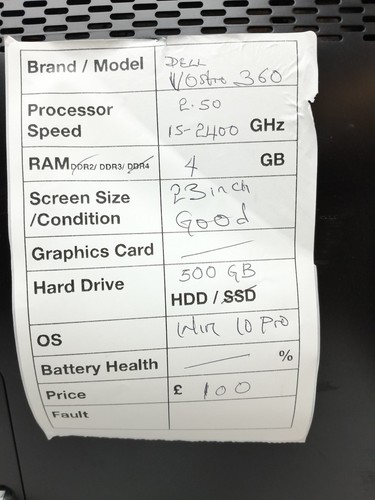 Brand / Model DELL
Vostro 360
Processor 2.50
Speed i5-2400 GHz
RAM DDR2/ DDR3/ DDR4 4 GB
Screen Size 23 inch
/Condition Good
Graphics Card —
Hard Drive 500 GB
HDD / SSD
OS Win 10 Pro
Battery Health — %
Price £ 100
Fault